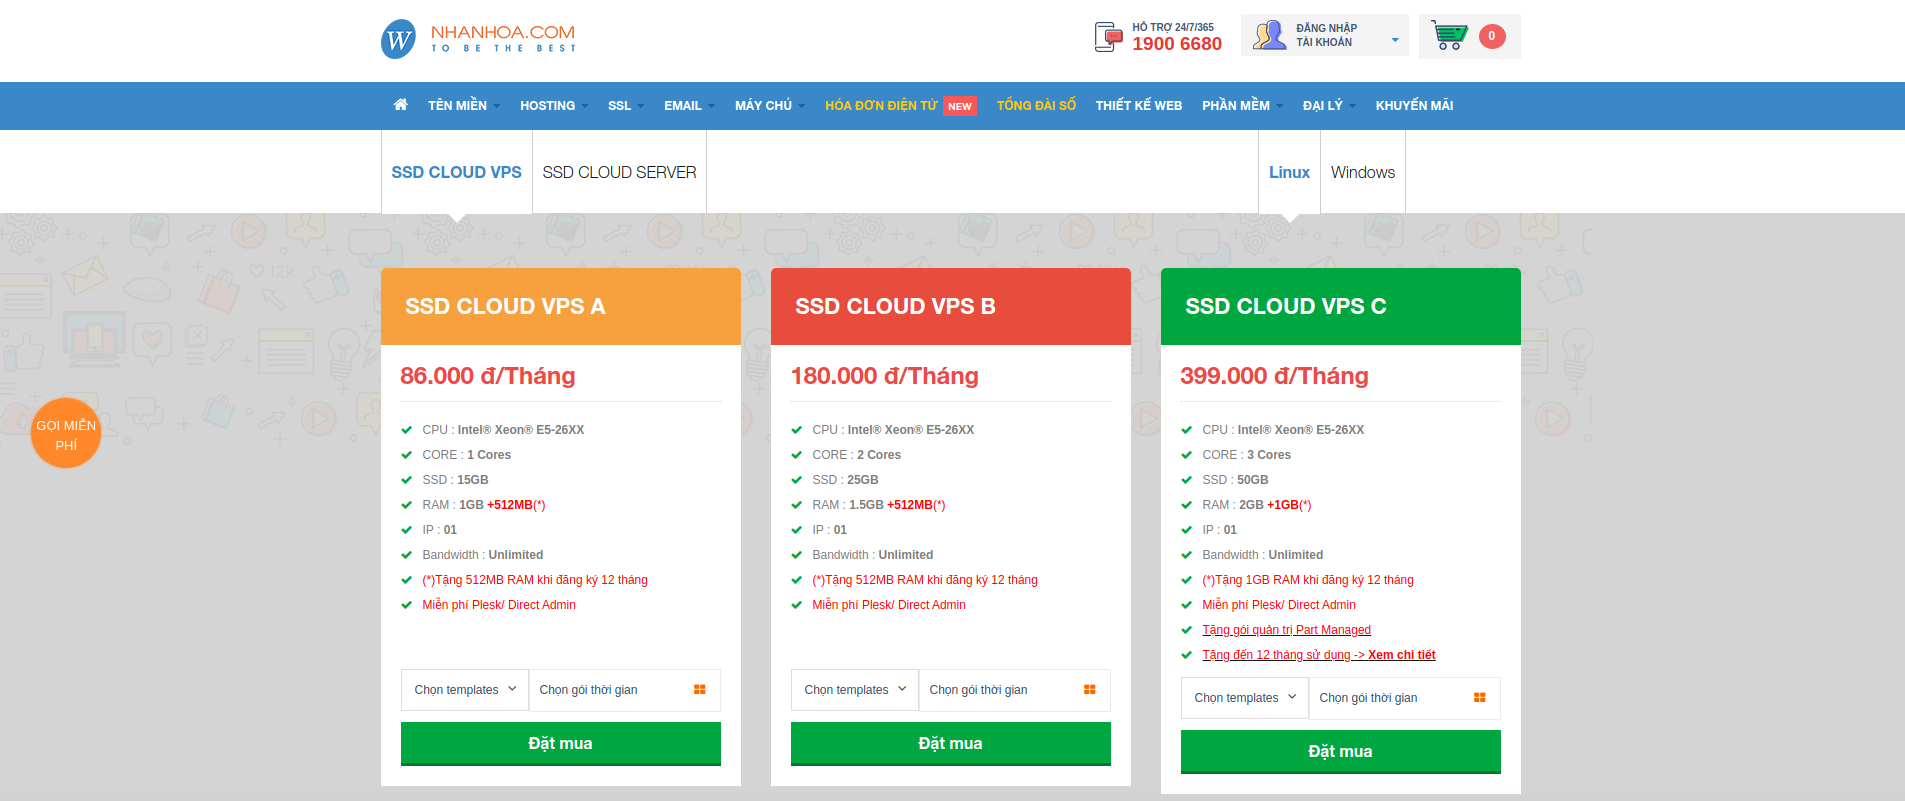 W NHANHOA.COM
TO BE THE BEST
HỖ TRỢ 24/7/365
1900 6680
ĐĂNG NHẬP
TÀI KHOẢN
0
TÊN MIỀN HOSTING SSL EMAIL MÁY CHỦ HÓA ĐƠN ĐIỆN TỬ NEW TỔNG ĐÀI SỐ THIẾT KẾ WEB PHẦN MỀM ĐẠI LÝ KHUYẾN MÃI
SSD CLOUD VPS SSD CLOUD SERVER Linux Windows
12k
GỌI MIỄN
PHÍ
SSD CLOUD VPS A
86.000 đ/Tháng
CPU : Intel® Xeon® E5-26XX
CORE : 1 Cores
SSD : 15GB
RAM : 1GB +512MB(*)
IP : 01
Bandwidth : Unlimited
(*)Tặng 512MB RAM khi đăng ký 12 tháng
Miễn phí Plesk/ Direct Admin
Chọn templates Chọn gói thời gian
Đặt mua
SSD CLOUD VPS B
180.000 đ/Tháng
CPU : Intel® Xeon® E5-26XX
CORE : 2 Cores
SSD : 25GB
RAM : 1.5GB +512MB(*)
IP : 01
Bandwidth : Unlimited
(*)Tặng 512MB RAM khi đăng ký 12 tháng
Miễn phí Plesk/ Direct Admin
Chọn templates Chọn gói thời gian
Đặt mua
SSD CLOUD VPS C
399.000 đ/Tháng
CPU : Intel® Xeon® E5-26XX
CORE : 3 Cores
SSD : 50GB
RAM : 2GB +1GB(*)
IP : 01
Bandwidth : Unlimited
(*)Tặng 1GB RAM khi đăng ký 12 tháng
Miễn phí Plesk/ Direct Admin
Tặng gói quản trị Part Managed
Tặng đến 12 tháng sử dụng -> Xem chi tiết
Chọn templates Chọn gói thời gian
Đặt mua